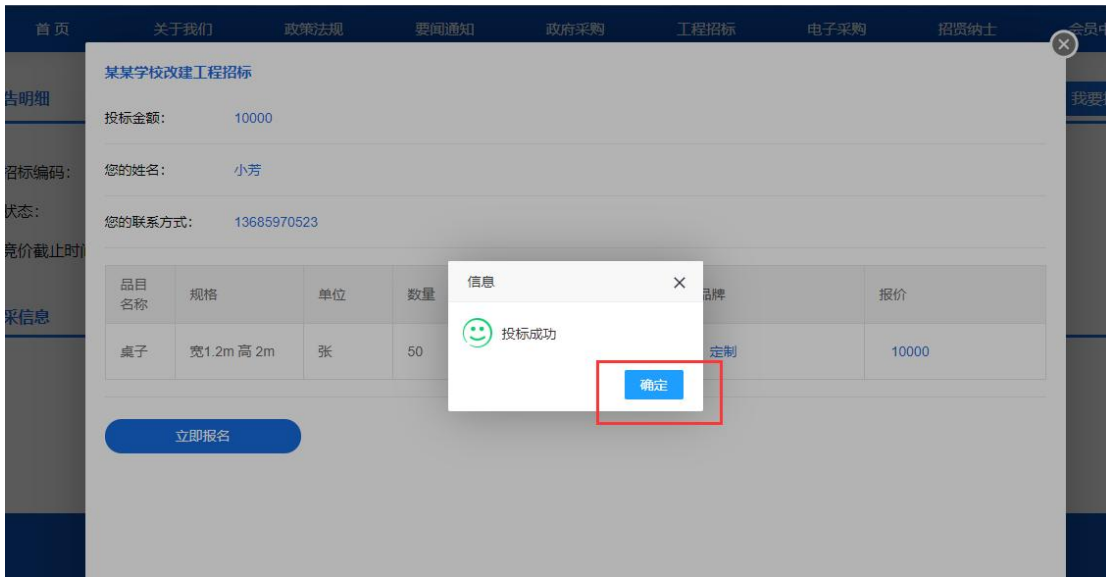 首页 关于我们 政策法规 要闻通知 政府采购 工程招标 电子采购 招贤纳士 会员中
某某学校改建工程招标
告明细
我要
投标金额: 10000
招标编码:
您的姓名: 小芳
状态:
您的联系方式: 13685970523
竞价截止时间
品目名称 规格 单位 数量 信息 品牌 报价
采信息
投标成功
桌子 宽1.2m 高 2m 张 50 定制 10000
确定
立即报名